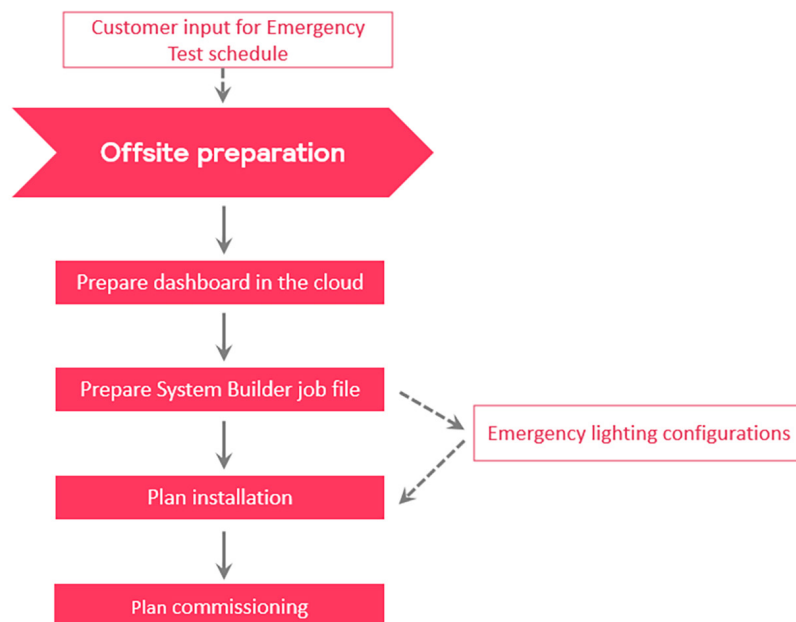 Customer input for Emergency
Test schedule
Offsite preparation
Prepare dashboard in the cloud
Prepare System Builder job file
Emergency lighting configurations
Plan installation
Plan commissioning